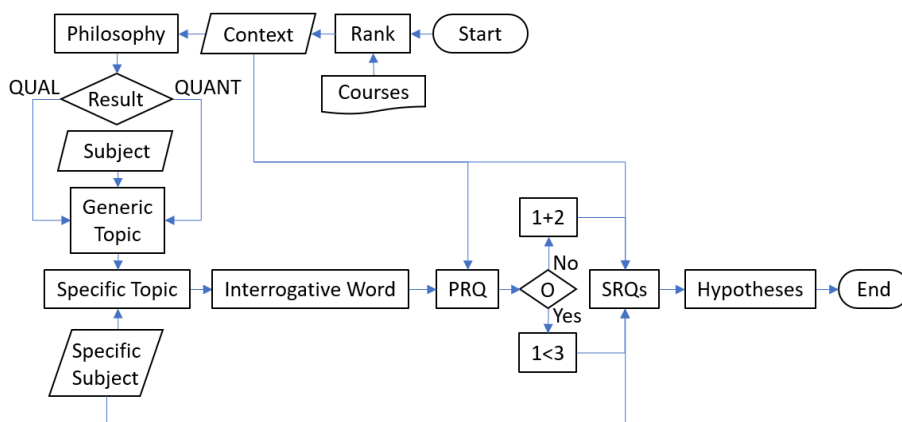 Philosophy
Context
Rank
Start
QUAL
Result
QUANT
Courses
Subject
Generic
Topic
1+2
No
Specific Topic
Interrogative Word
PRQ
O
SRQs
Hypotheses
End
Yes
1<3
Specific
Subject